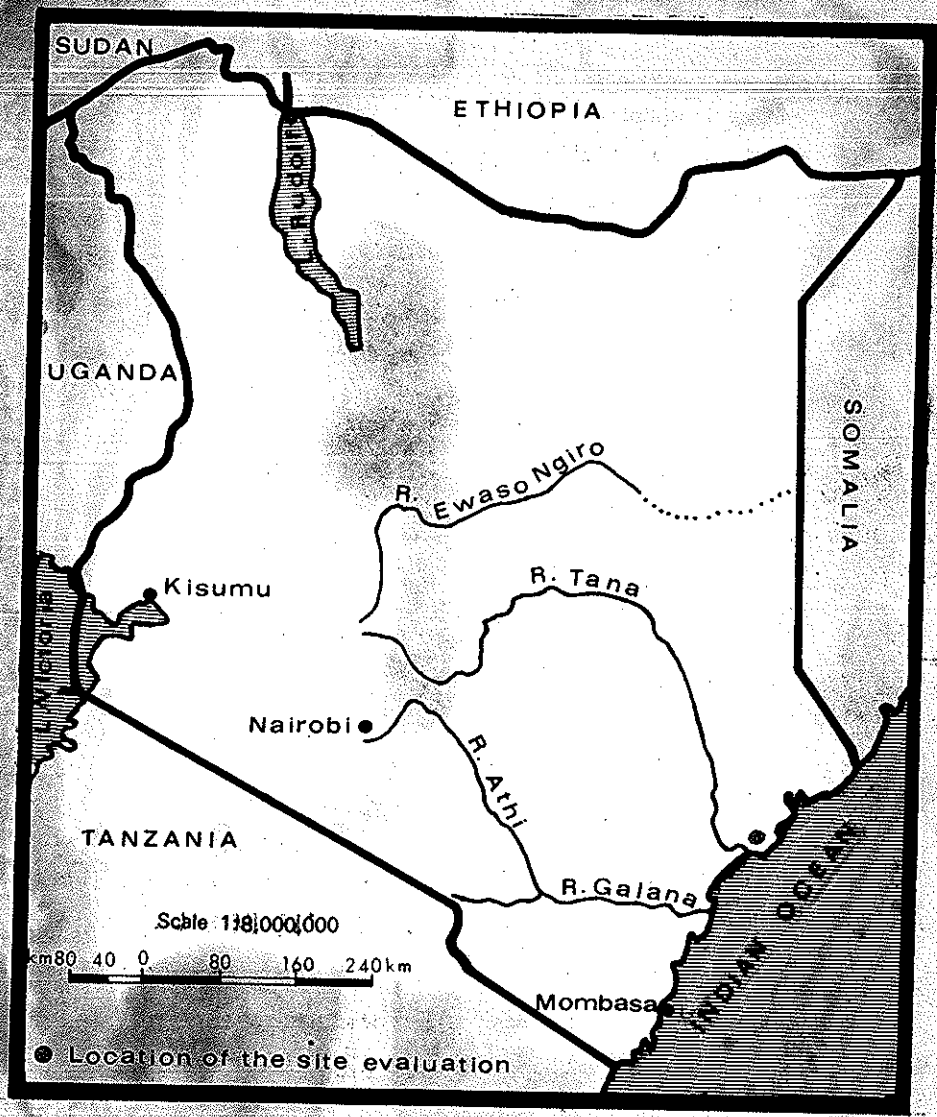 SUDAN
ETHIOPIA
L. Rudolf
UGANDA
SOMALIA
R. Ewaso Ngiro
R. Tana
Kisumu
L. Victoria
Nairobi
R. Athi
TANZANIA
R. Galana
INDIAN OCEAN
Scale 1:8,000,000
km80 40 0 80 160 240km
Mombasa
Location of the site evaluation